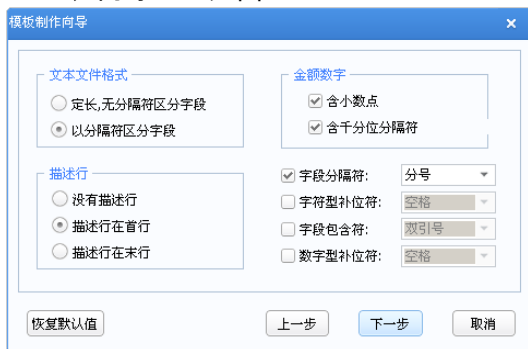 模板制作向导
文本文件格式
定长,无分隔符区分字段
以分隔符区分字段
金额数字
含小数点
含千分位分隔符
描述行
没有描述行
描述行在首行
描述行在末行
字段分隔符: 分号
字符型补位符: 空格
字段包含符: 双引号
数字型补位符: 空格
恢复默认值 上一步 下一步 取消